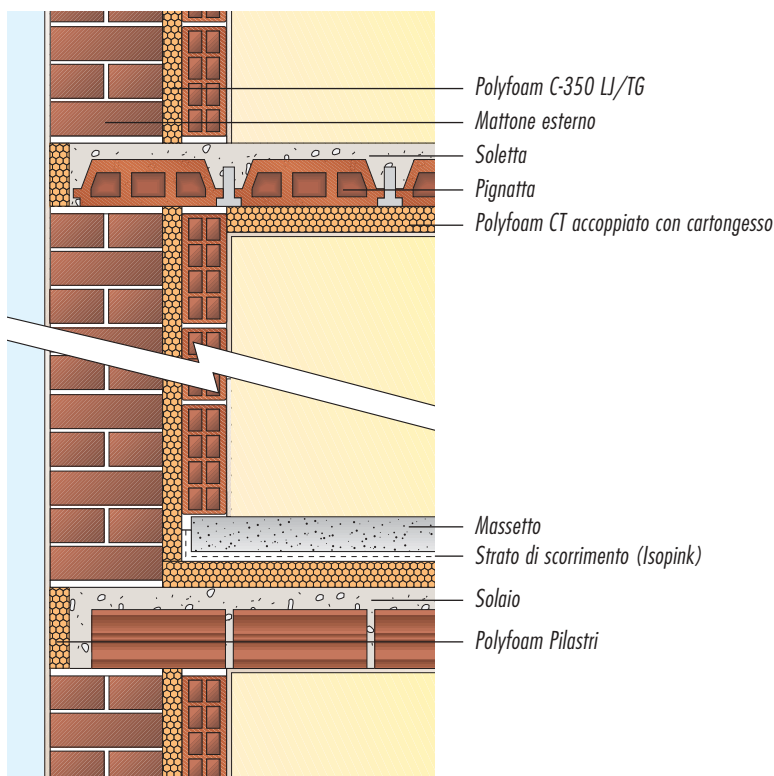 Polyfoam C-350 LJ/TG
Mattone esterno
Soletta
Pignatta
Polyfoam CT accoppiato con cartongesso
Massetto
Strato di scorrimento (Isopink)
Solaio
Polyfoam Pilastri